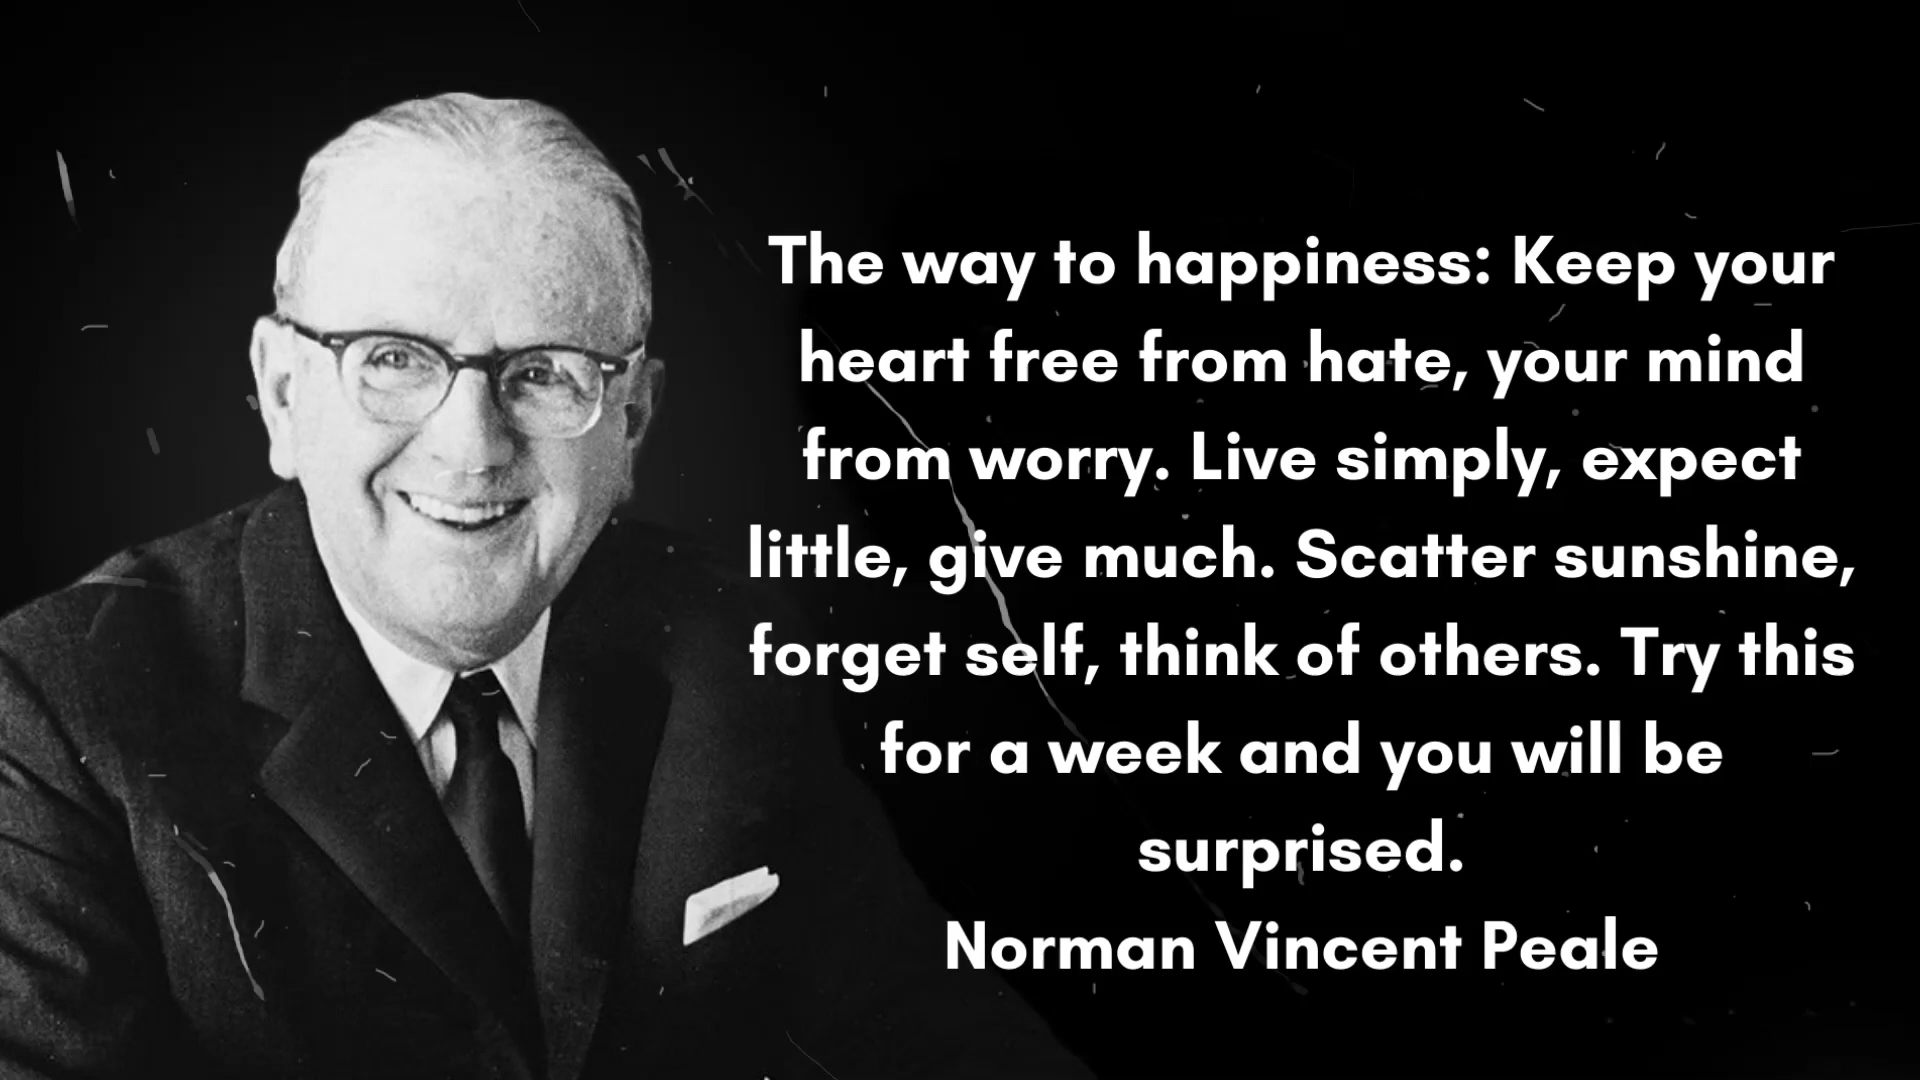 The way to happiness: Keep your
heart free from hate, your mind
from worry. Live simply, expect
little, give much. Scatter sunshine,
forget self, think of others. Try this
for a week and you will be
surprised.
Norman Vincent Peale